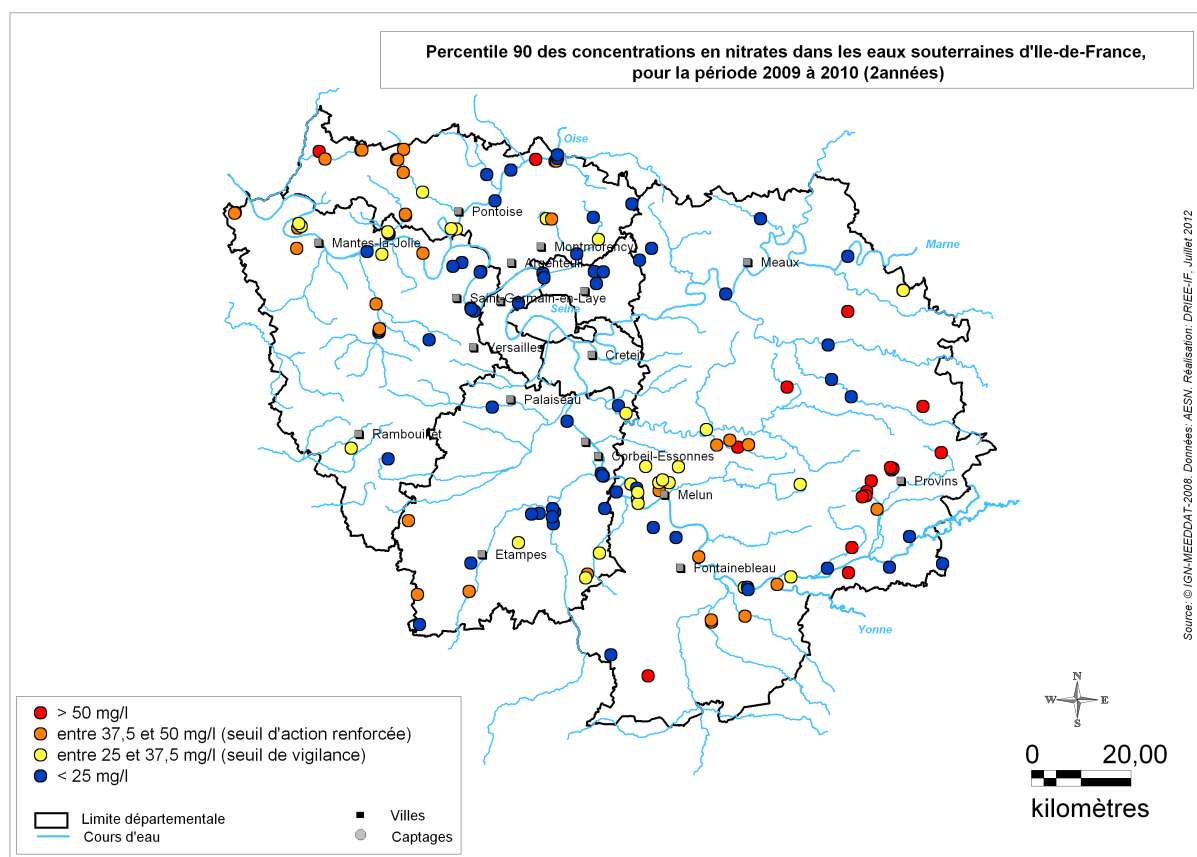 Percentile 90 des concentrations en nitrates dans les eaux souterraines d'Ile-de-France,
pour la période 2009 à 2010 (2années)
Oise
Pontoise
Mantes-la-Jolie
Montmorency
Argenteuil
Meaux
Marne
Saint-Germain-en-Laye
Seine
Versailles
Creteil
Palaiseau
Rambouillet
Corbeil-Essonnes
Provins
Melun
Etampes
Fontainebleau
Yonne
Source: © IGN-MEEDDAT-2008. Données: AESN. Réalisation: DRIEE-IF, Juillet 2012
> 50 mg/l
entre 37,5 et 50 mg/l (seuil d'action renforcée)
entre 25 et 37,5 mg/l (seuil de vigilance)
< 25 mg/l
Limite départementale
Cours d'eau
Villes
Captages
N
W E
S
0 20,00
kilomètres